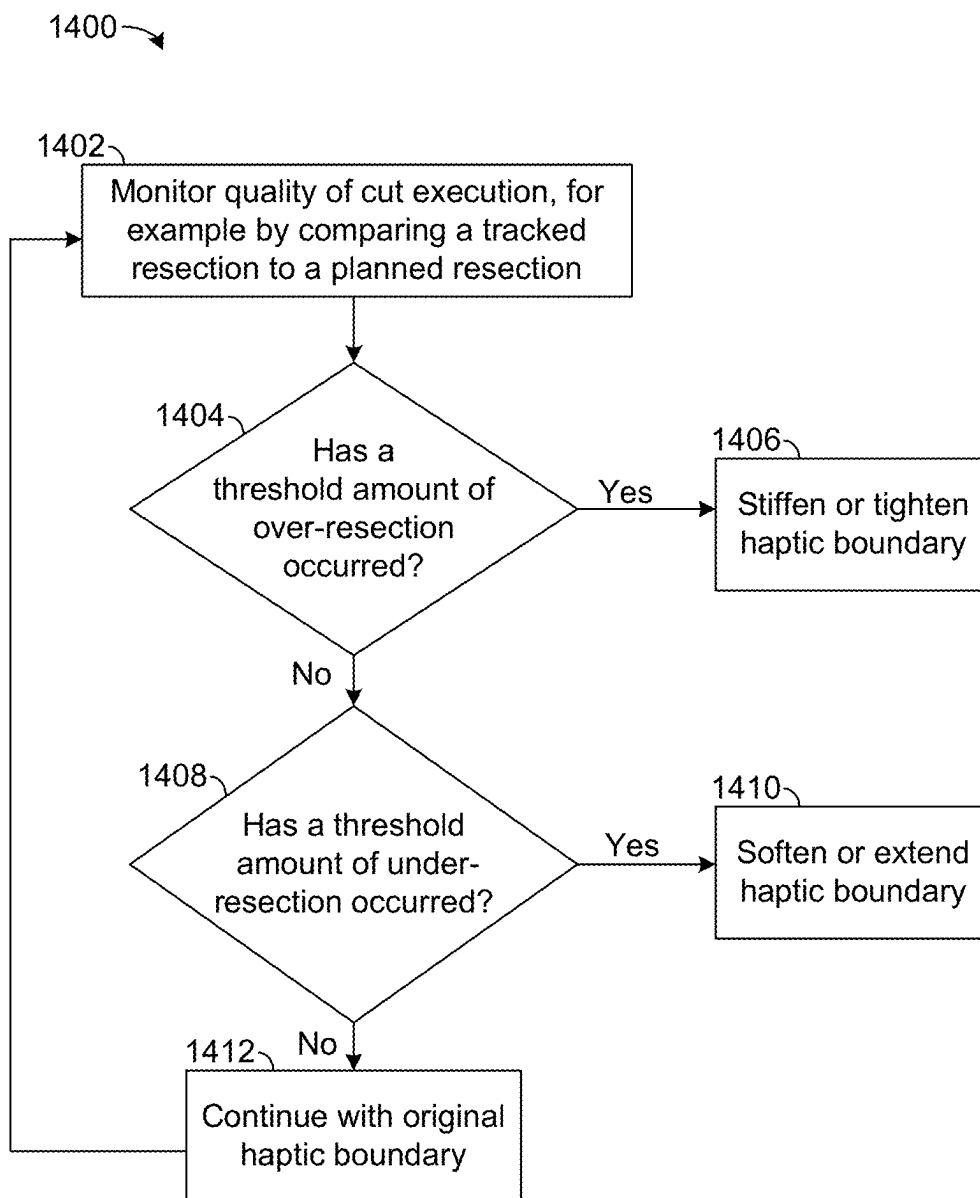 1400
1402
Monitor quality of cut execution, for
example by comparing a tracked
resection to a planned resection
1404
Has a
threshold amount of
over-resection
occurred?
Yes
1406
Stiffen or tighten
haptic boundary
No
1408
Has a threshold
amount of under-
resection occurred?
Yes
1410
Soften or extend
haptic boundary
No
1412
Continue with original
haptic boundary